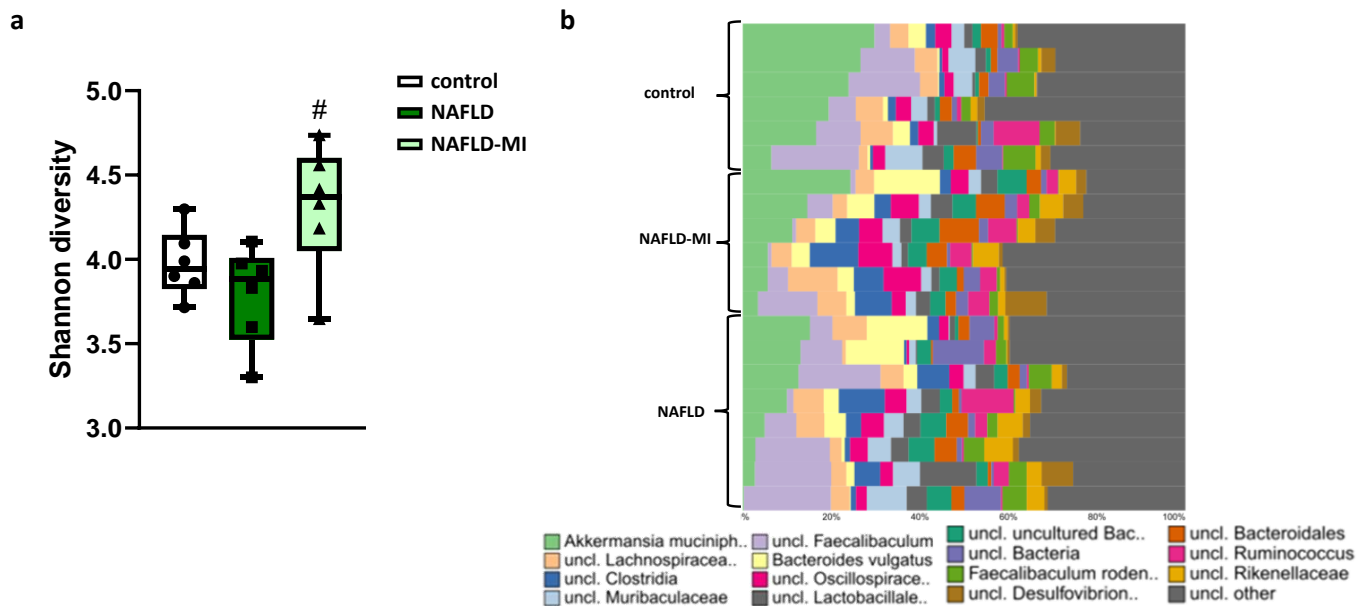 a
Shannon diversity
5.0
4.5
4.0
3.5
3.0
#
control
NAFLD
NAFLD-MI
b
control
NAFLD-MI
NAFLD
0% 20% 40% 60% 80% 100%
Akkermansia muciniph.. uncl. Faecalibaculum uncl. uncultured Bac.. uncl. Bacteroidales
uncl. Lachnospiracea.. Bacteroides vulgatus uncl. Bacteria uncl. Ruminococcus
uncl. Clostridia uncl. Oscillospirace.. Faecalibaculum roden.. uncl. Rikenellaceae
uncl. Muribaculaceae uncl. Lactobacillale.. uncl. Desulfovibrion.. uncl. other